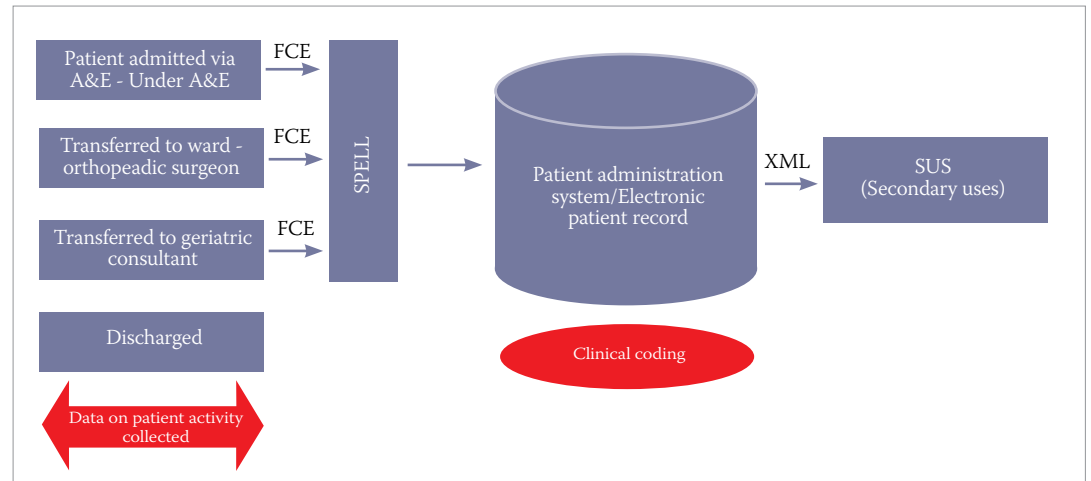 Patient admitted via
A&E - Under A&E
FCE
Transferred to ward -
orthopeadic surgeon
FCE
Transferred to geriatric
consultant
FCE
Discharged
Data on patient activity
collected
SPELL
Patient administration
system/Electronic
patient record
Clinical coding
XML
SUS
(Secondary uses)